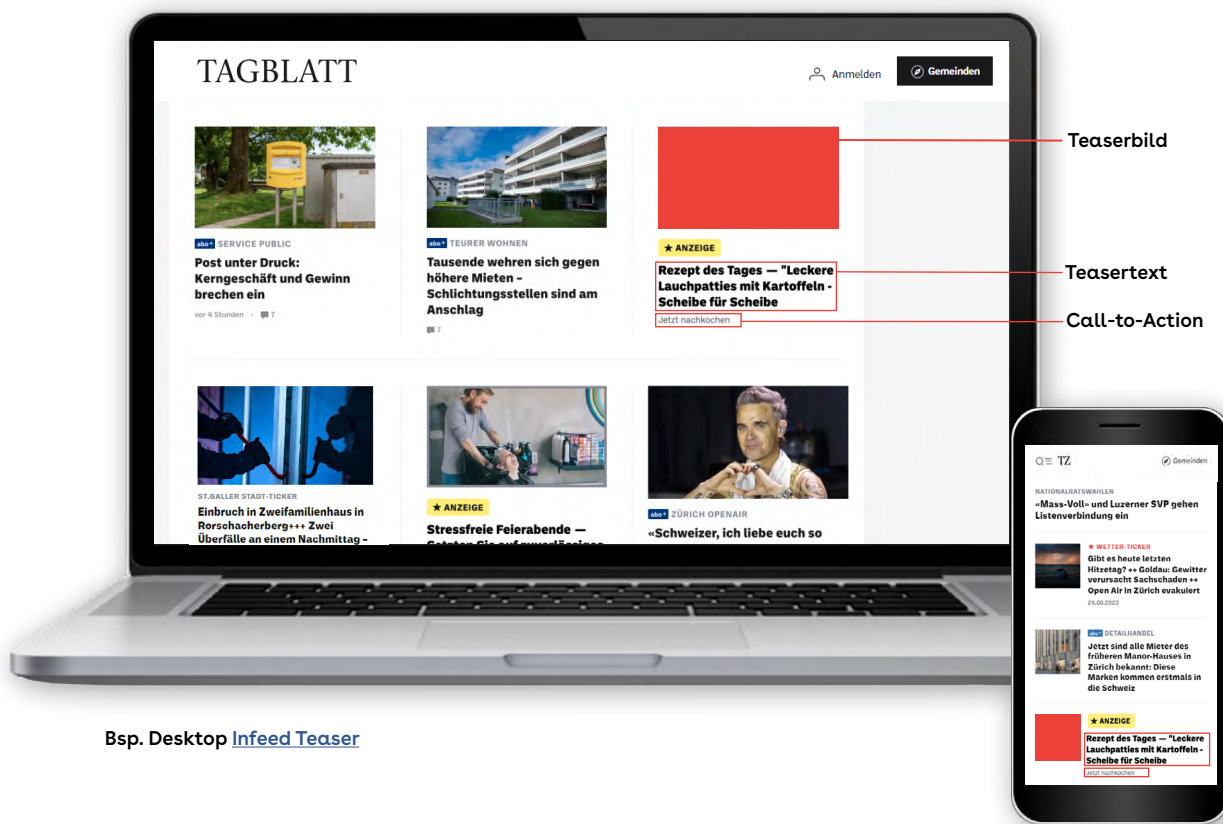 TAGBLATT
Anmelden
Gemeinden
abo+ SERVICE PUBLIC
Post unter Druck:
Kerngeschäft und Gewinn
brechen ein
vor 4 Stunden · 7
abo+ TEURER WOHNEN
Tausende wehren sich gegen
höhere Mieten –
Schlichtungsstellen sind am
Anschlag
7
★ ANZEIGE
Rezept des Tages — "Leckere
Lauchpatties mit Kartoffeln -
Scheibe für Scheibe
Jetzt nachkochen
Teaserbild
Teasertext
Call-to-Action
ST.GALLER STADT-TICKER
Einbruch in Zweifamilienhaus in
Rorschacherberg+++ Zwei
Überfälle an einem Nachmittag –
★ ANZEIGE
Stressfreie Feierabende —
abo+ ZÜRICH OPENAIR
«Schweizer, ich liebe euch so
TZ
Gemeinden
NATIONALRATSWAHLEN
«Mass-Voll» und Luzerner SVP gehen
Listenverbindung ein
WETTER-TICKER
Gibt es heute letzten
Hitzetag? ++ Goldau: Gewitter
verursacht Sachschaden ++
Open Air in Zürich evakuiert
24.08.2023
abo+ DETAILHANDEL
Jetzt sind alle Mieter des
früheren Manor-Hauses in
Zürich bekannt: Diese
Marken kommen erstmals in
die Schweiz
★ ANZEIGE
Rezept des Tages — "Leckere
Lauchpatties mit Kartoffeln -
Scheibe für Scheibe
Jetzt nachkochen
Bsp. Desktop Infeed Teaser